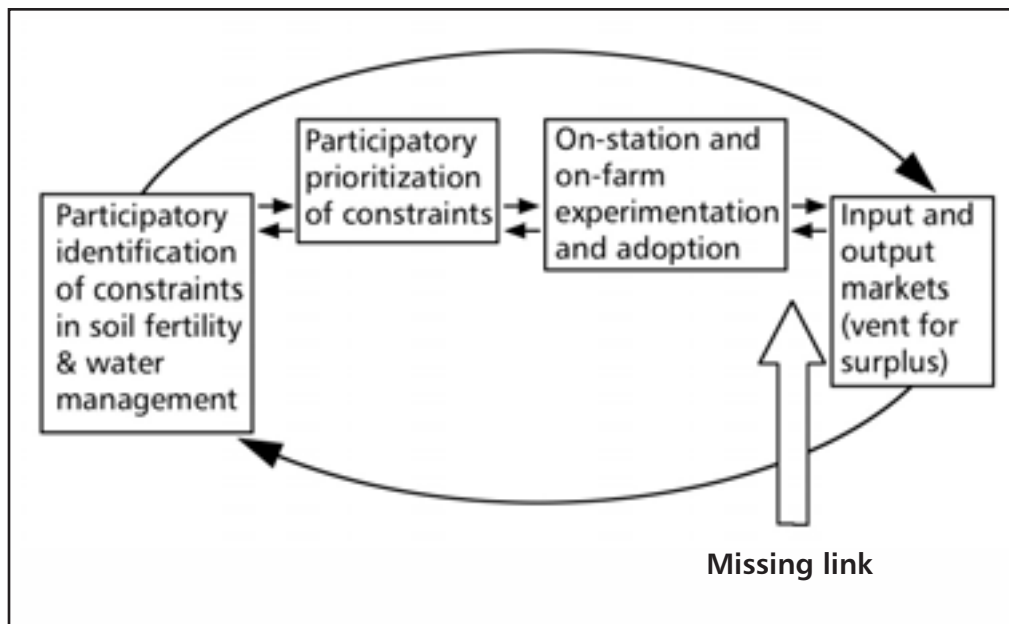 Participatory
identification
of constraints
in soil fertility
& water
management
Participatory
prioritization
of constraints
On-station and
on-farm
experimentation
and adoption
Input and
output
markets
(vent for
surplus)
Missing link